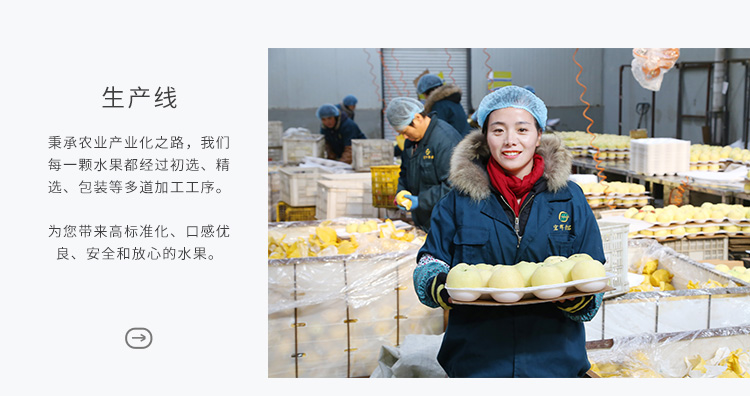 生产线
秉承农业产业化之路，我们
每一颗水果都经过初选、精
选、包装等多道加工工序。
为您带来高标准化、口感优
良、安全和放心的水果。